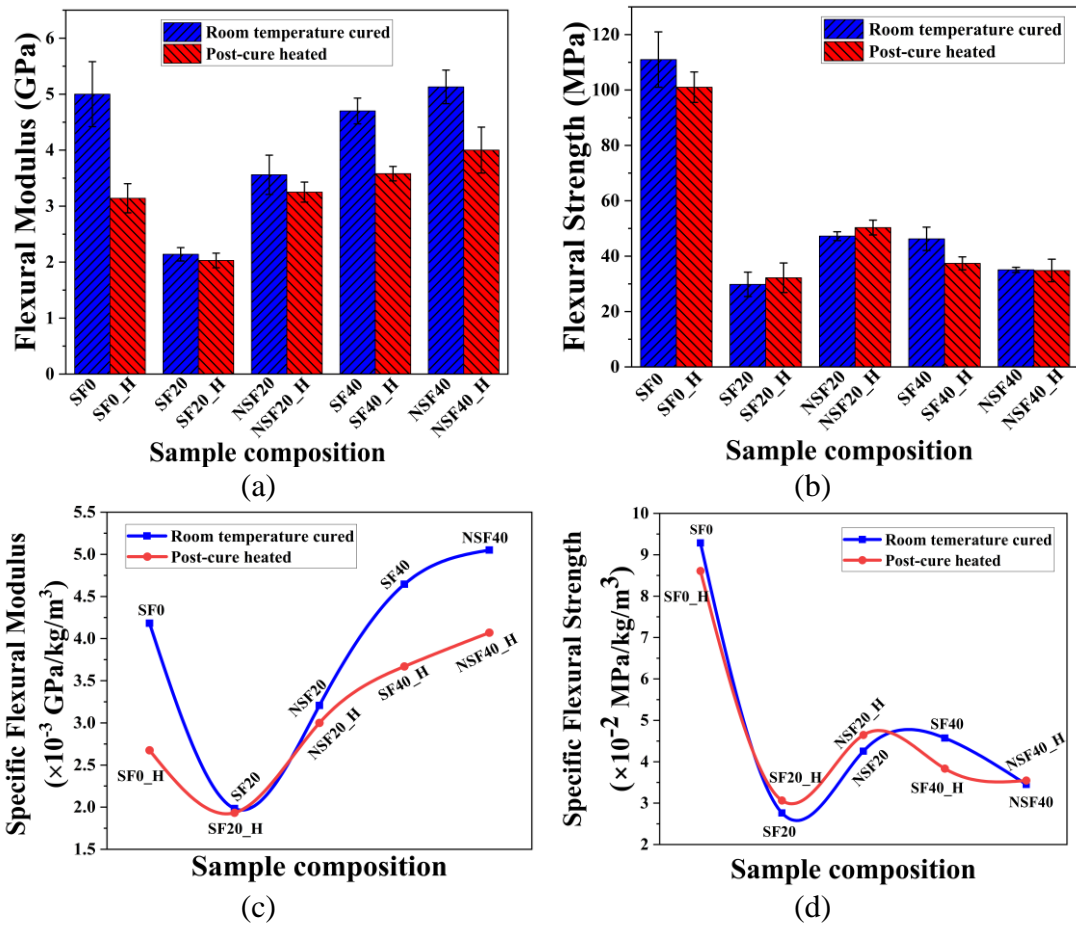 Flexural Modulus (GPa)
6
5
4
3
2
1
0
Room temperature cured
Post-cure heated
SF0
SF0_H
SF20
SF20_H
NSF20
NSF20_H
SF40
SF40_H
NSF40
NSF40_H
Sample composition
(a)
Flexural Strength (MPa)
120
100
80
60
40
20
0
Room temperature cured
Post-cure heated
SF0
SF0_H
SF20
SF20_H
NSF20
NSF20_H
SF40
SF40_H
NSF40
NSF40_H
Sample composition
(b)
Specific Flexural Modulus
(×10⁻³ GPa/kg/m³)
5.5
5.0
4.5
4.0
3.5
3.0
2.5
2.0
1.5
Room temperature cured
Post-cure heated
SF0
SF0_H
SF20
SF20_H
NSF20
NSF20_H
SF40
SF40_H
NSF40
NSF40_H
Sample composition
(c)
Specific Flexural Strength
(×10⁻² MPa/kg/m³)
10
9
8
7
6
5
4
3
2
Room temerature cured
Post-cure heated
SF0
SF0_H
SF20_H
SF20
NSF20_H
NSF20
SF40
SF40_H
NSF40_H
NSF40
Sample composition
(d)